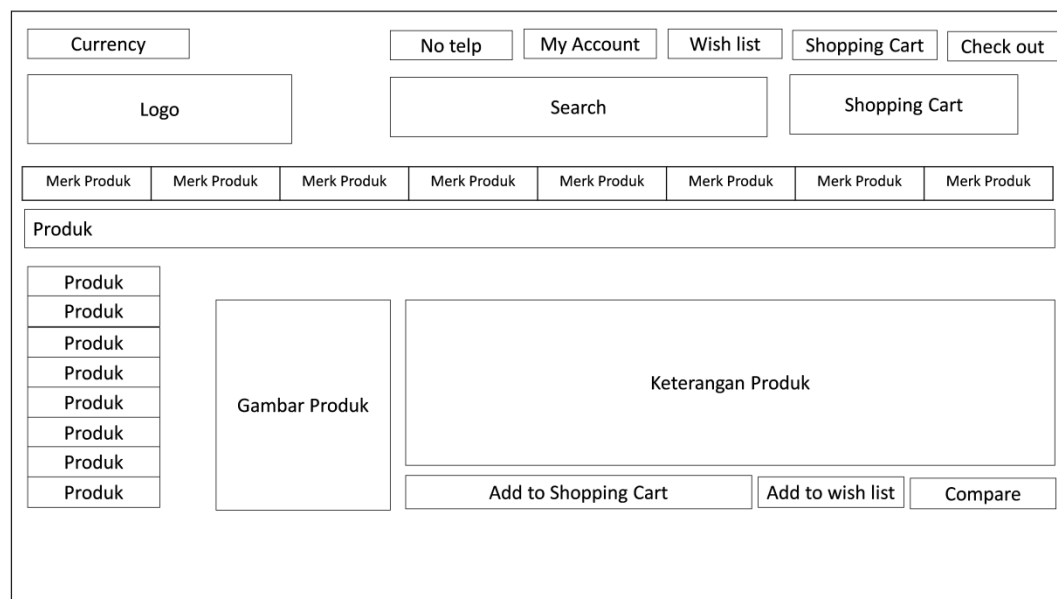 Currency
No telp
My Account
Wish list
Shopping Cart
Check out
Logo
Search
Shopping Cart
Merk Produk
Merk Produk
Merk Produk
Merk Produk
Merk Produk
Merk Produk
Merk Produk
Merk Produk
Produk
Produk
Produk
Produk
Produk
Produk
Produk
Produk
Produk
Gambar Produk
Keterangan Produk
Add to Shopping Cart
Add to wish list
Compare